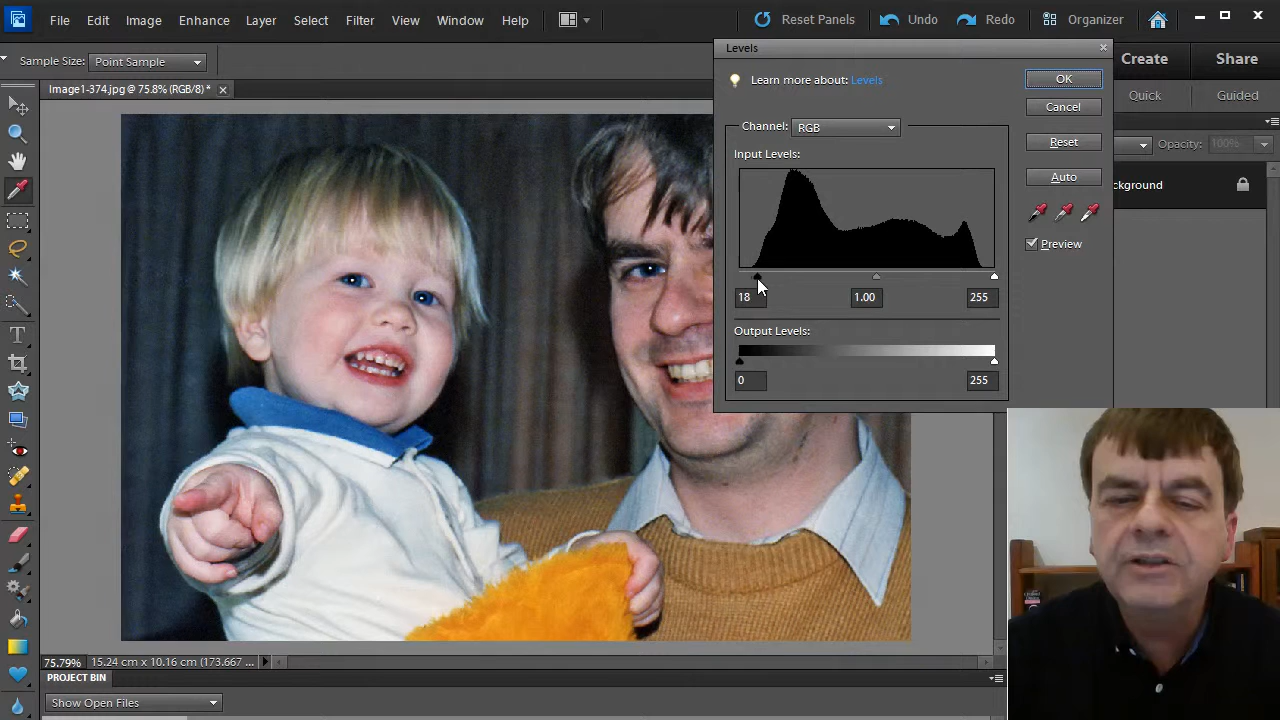 File Edit Image Enhance Layer Select Filter View Window Help Reset Panels Undo Redo Organizer
Sample Size: Point Sample
Levels
Create Share
Image1-374.jpg @ 75.8% (RGB/8) *
Learn more about: Levels
OK
Quick Guided
Cancel
Channel: RGB
Reset
Opacity: 100%
Input Levels:
Auto
ckground
Preview
18 1.00 255
Output Levels:
0 255
75.79% 15.24 cm x 10.16 cm (173.667 ...
PROJECT BIN
Show Open Files